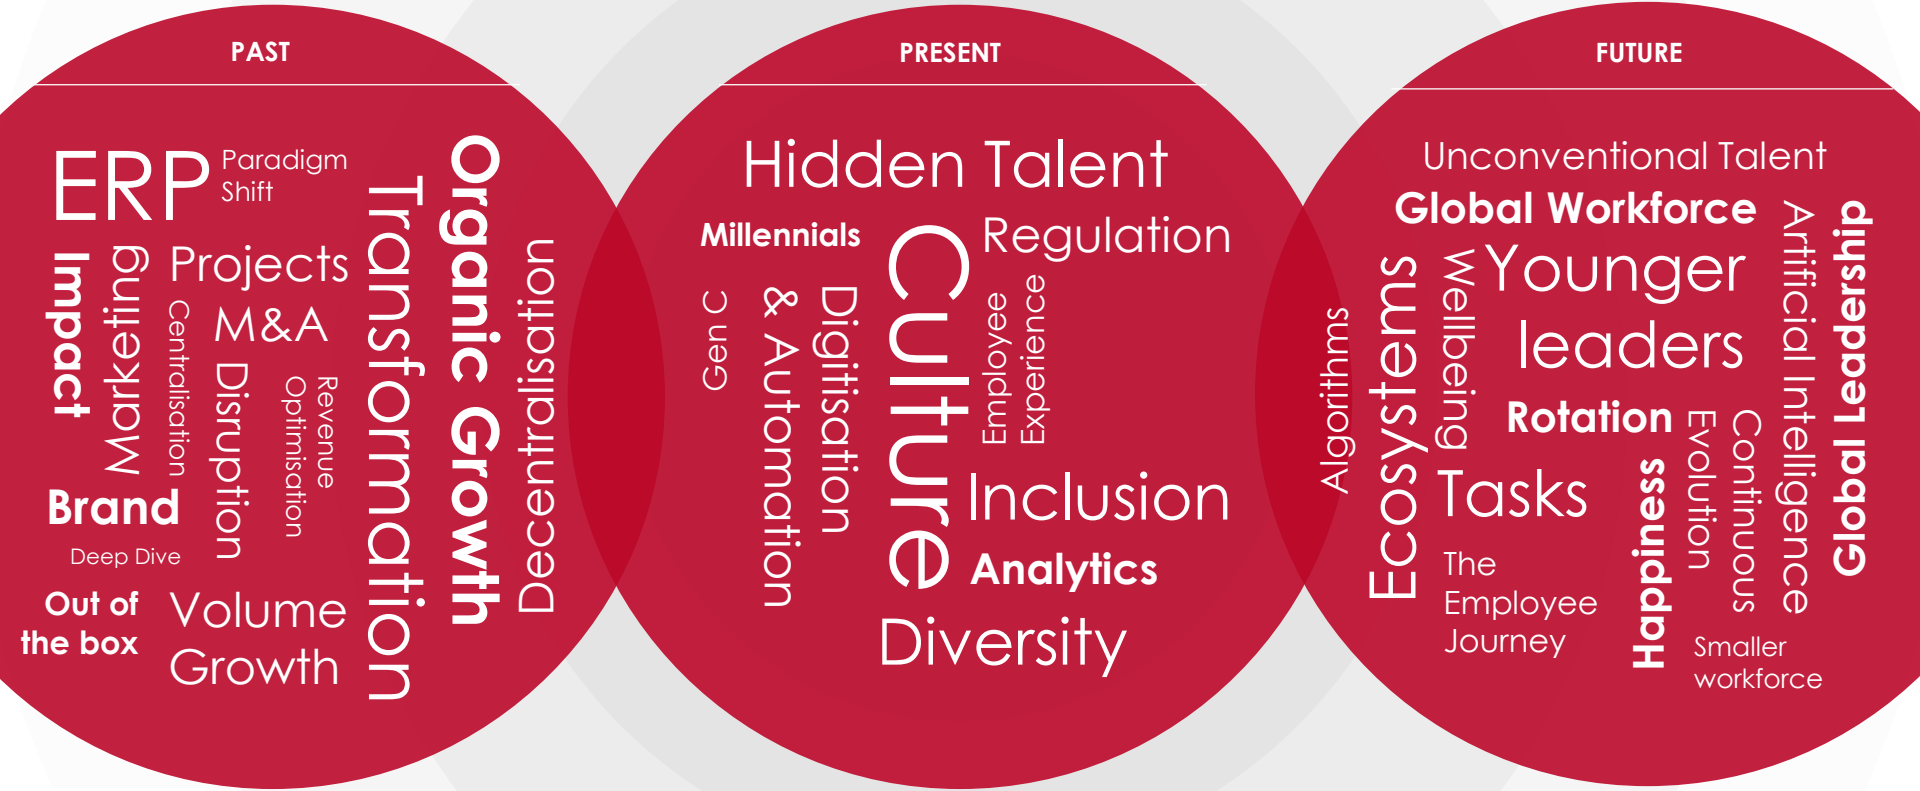 PAST
ERP
Paradigm
Shift
Impact
Marketing
Projects
Centralisation
M&A
Disruption
Revenue
Optimisation
Transformation
Organic Growth
Decentralisation
Brand
Deep Dive
Out of
the box
Volume
Growth
PRESENT
Hidden Talent
Millennials
Culture
Regulation
Gen C
Digitisation
& Automation
Employee
Experience
Inclusion
Analytics
Diversity
FUTURE
Unconventional Talent
Global Workforce
Algorithms
Ecosystems
Wellbeing
Younger
leaders
Artificial Intelligence
Global Leadership
Rotation
Continuous
Evolution
Tasks
Happiness
The
Employee
Journey
Smaller
workforce